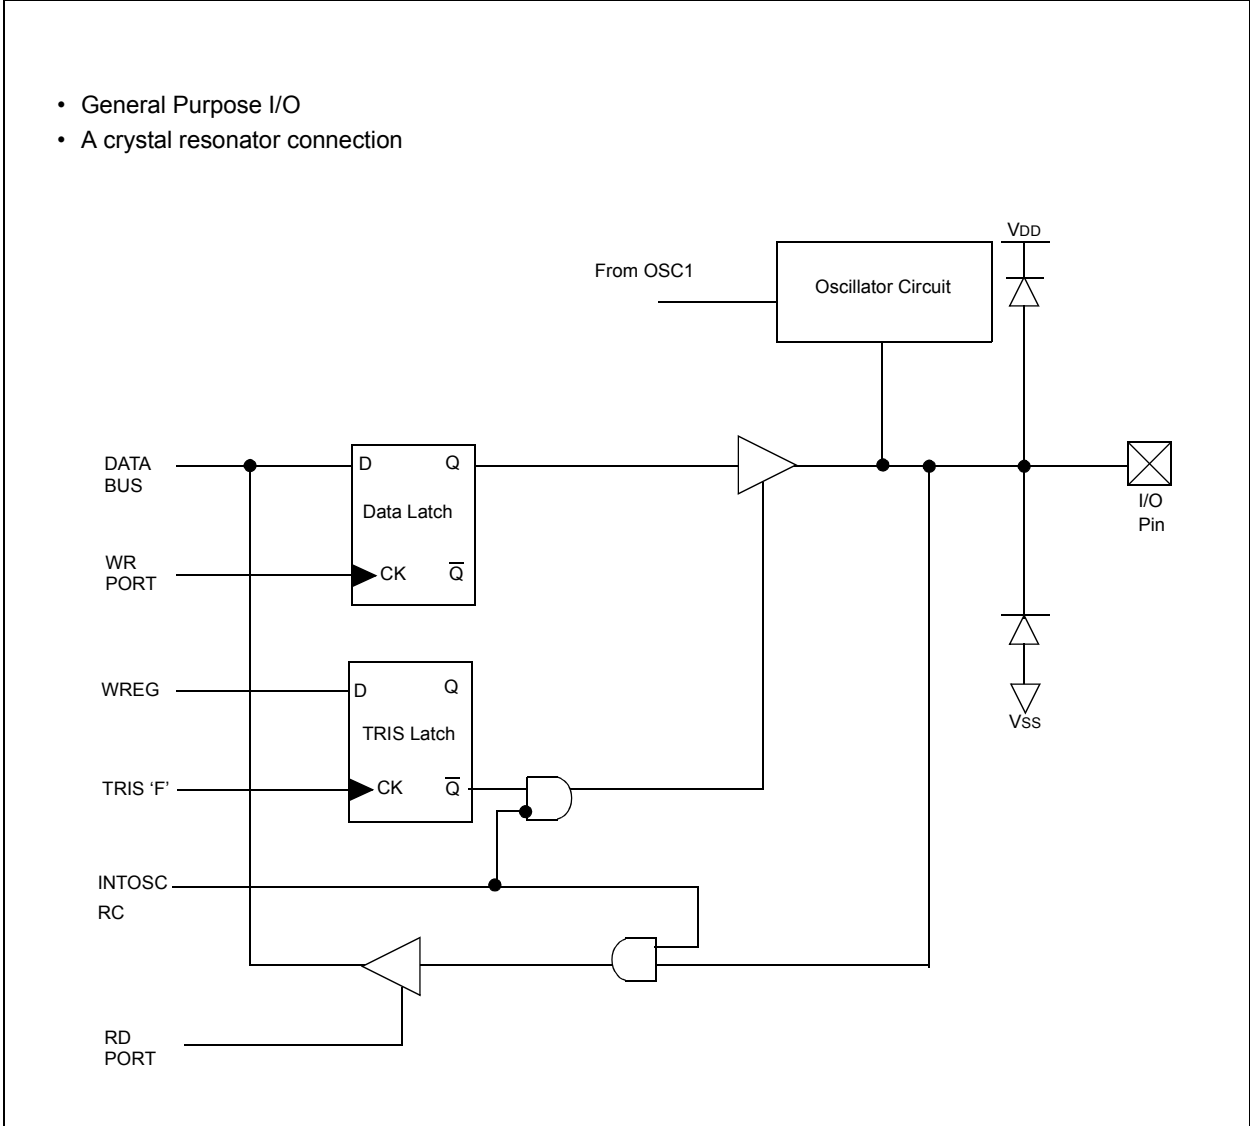 • General Purpose I/O
• A crystal resonator connection
VDD
From OSC1
Oscillator Circuit
DATA
BUS
D
Q
Data Latch
I/O
Pin
WR
PORT
CK
Q̅
WREG
D
Q
TRIS Latch
VSS
TRIS ‘F’
CK
Q̅
INTOSC
RC
RD
PORT